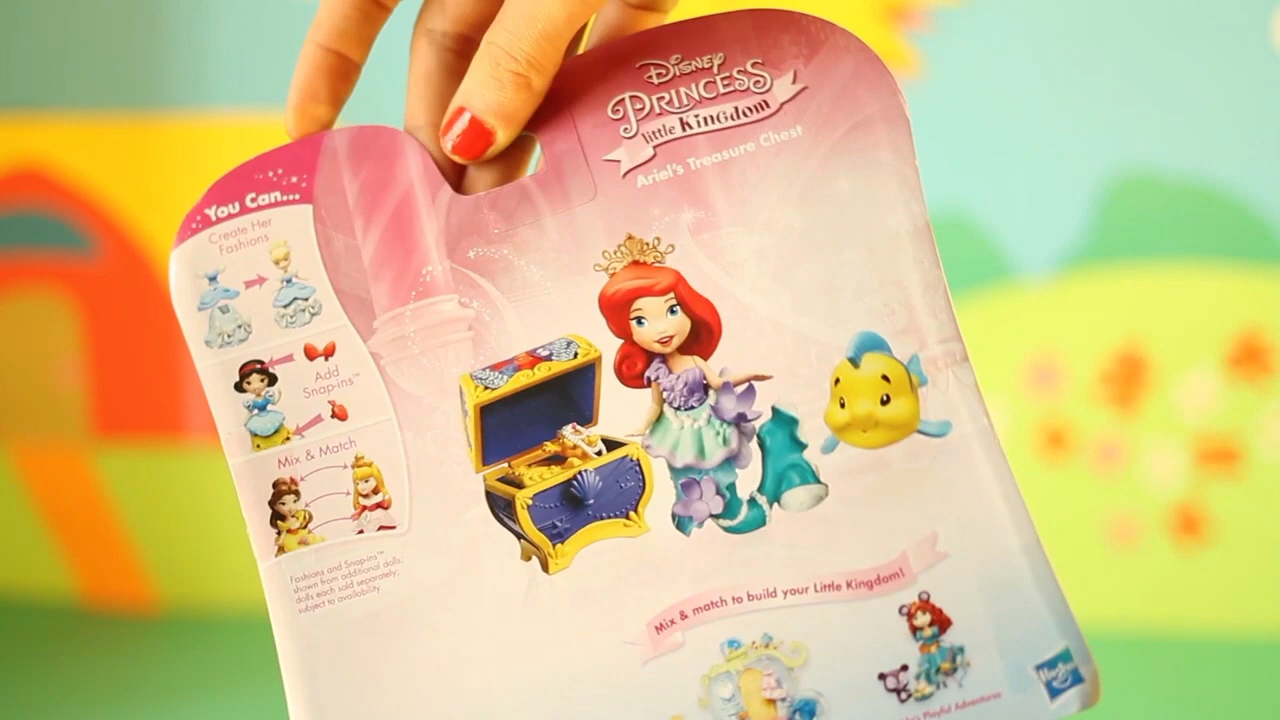 Disney
PRINCESS
little Kingdom
Ariel's Treasure Chest
You Can...
Create Her
Fashions
Add
Snap-ins™
Mix & Match
Fashions and Snap-ins™
shown from additional dolls,
dolls each sold separately,
subject to availability
Mix & match to build your Little Kingdom!
Playful Adventures
Hasbro